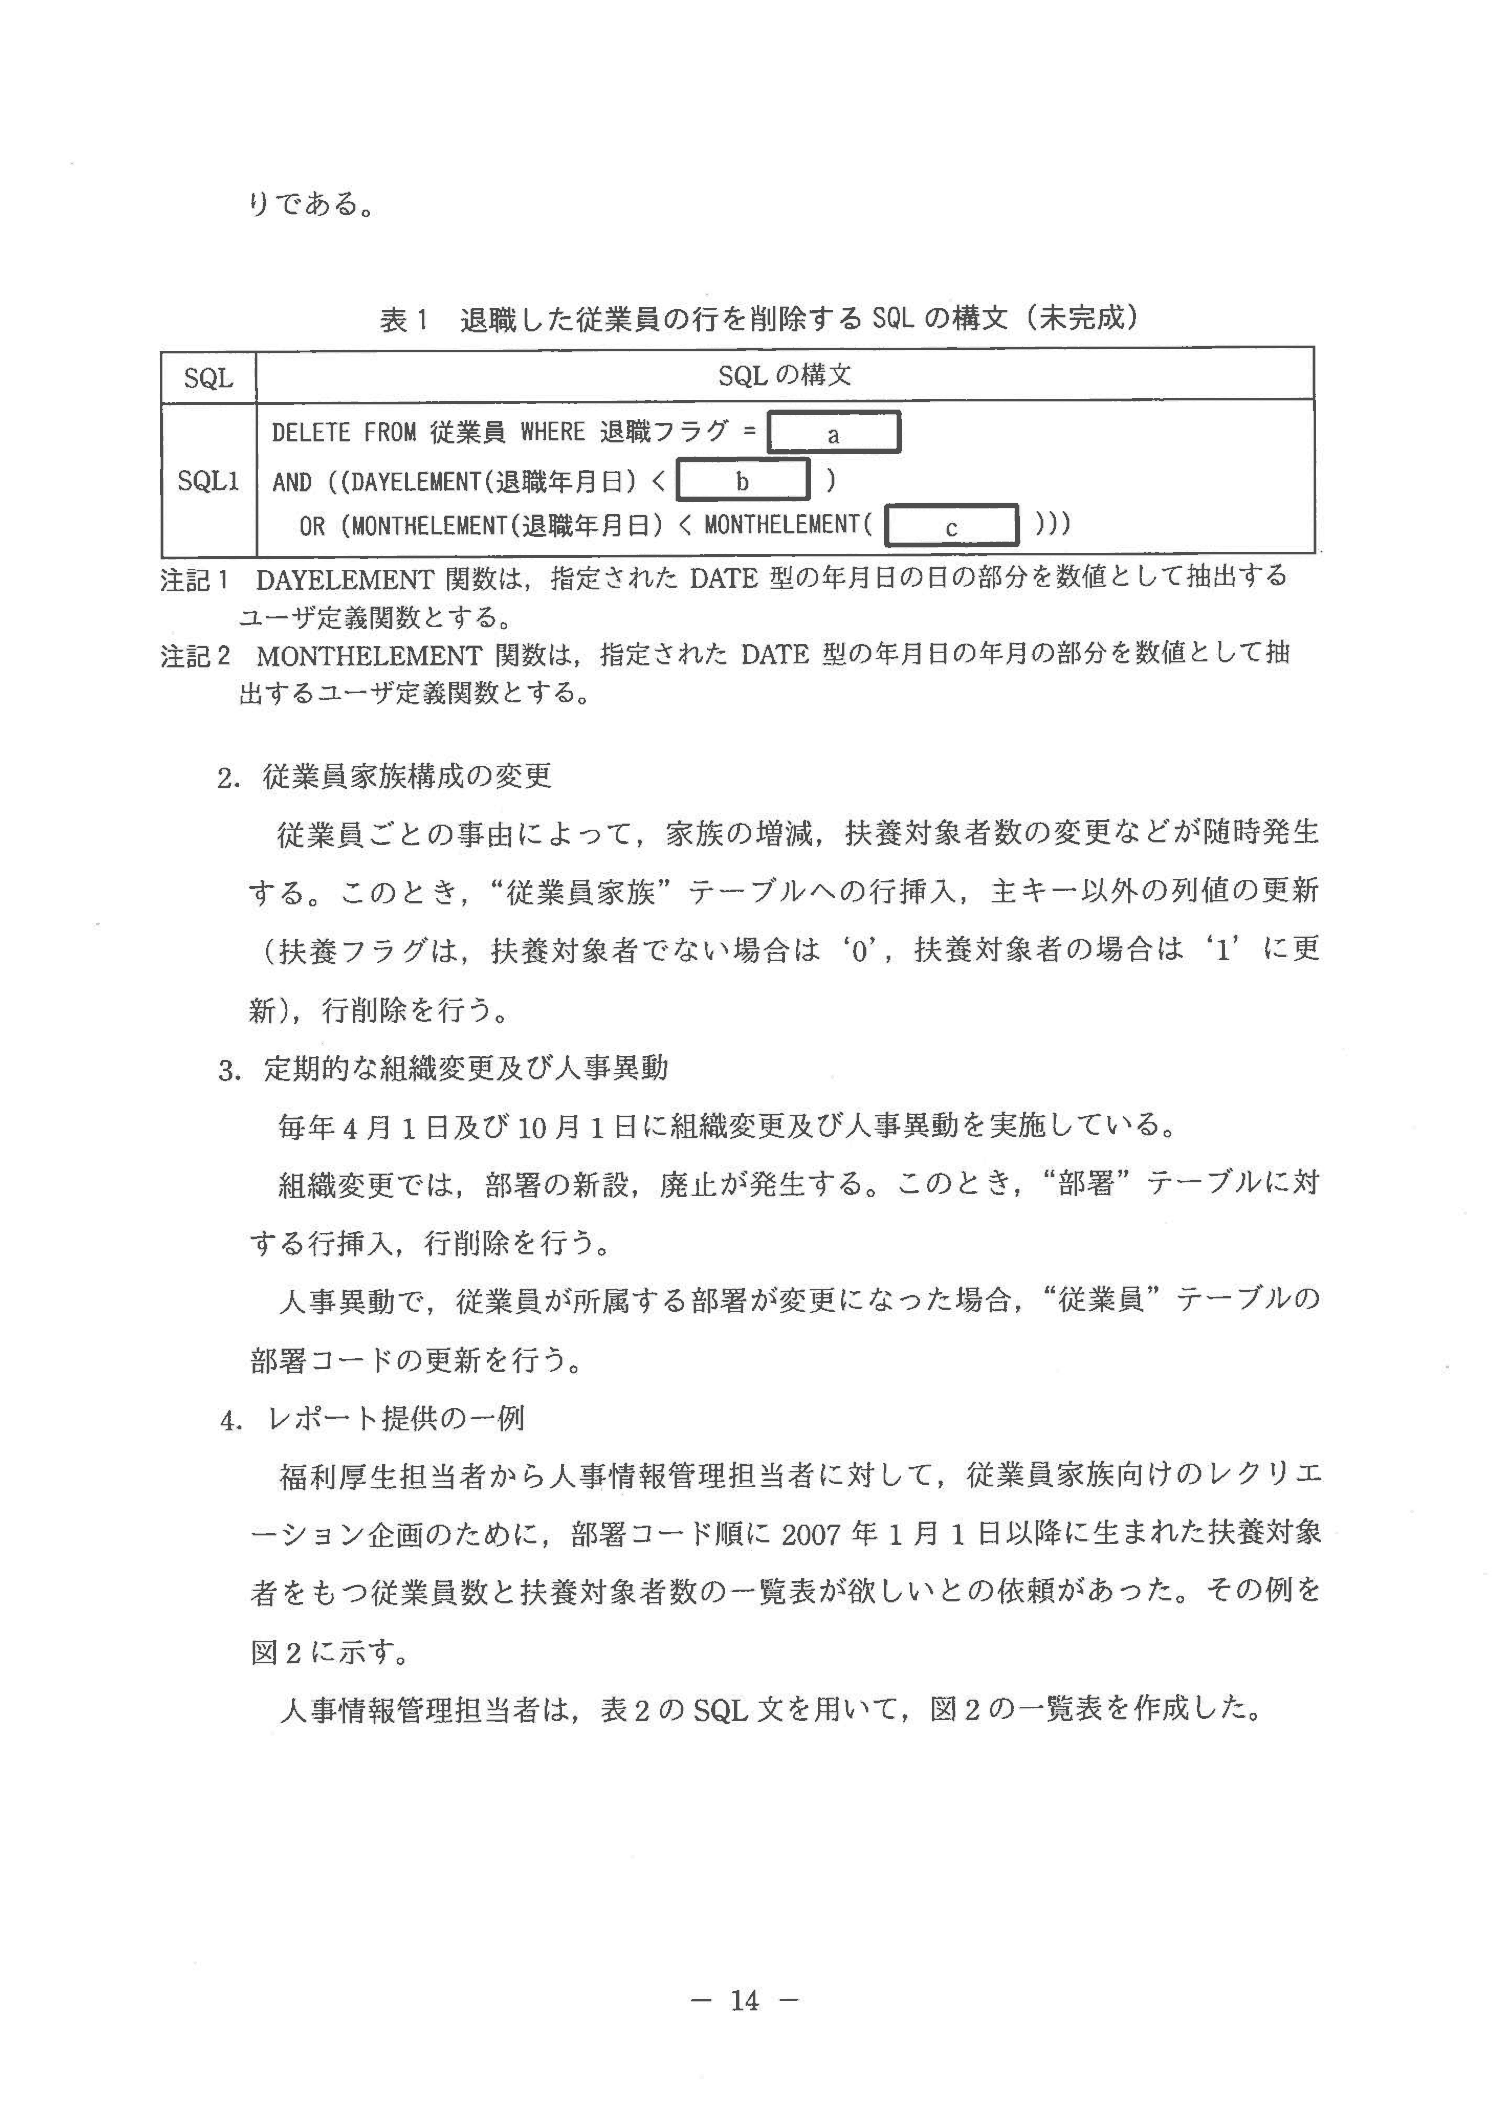 りである。
表1　退職した従業員の行を削除する SQL の構文（未完成）
SQL
SQL の構文
SQL1
DELETE FROM 従業員 WHERE 退職フラグ = a
AND ((DAYELEMENT(退職年月日) < b )
OR (MONTHELEMENT(退職年月日) < MONTHELEMENT( c )))
注記1　DAYELEMENT 関数は，指定された DATE 型の年月日の日の部分を数値として抽出する
ユーザ定義関数とする。
注記2　MONTHELEMENT 関数は，指定された DATE 型の年月日の年月の部分を数値として抽
出するユーザ定義関数とする。
2. 従業員家族構成の変更
従業員ごとの事由によって，家族の増減，扶養対象者数の変更などが随時発生
する。このとき，“従業員家族” テーブルへの行挿入，主キー以外の列値の更新
（扶養フラグは，扶養対象者でない場合は ‘0’，扶養対象者の場合は ‘1’ に更
新），行削除を行う。
3. 定期的な組織変更及び人事異動
毎年 4 月 1 日及び 10 月 1 日に組織変更及び人事異動を実施している。
組織変更では，部署の新設，廃止が発生する。このとき，“部署” テーブルに対
する行挿入，行削除を行う。
人事異動で，従業員が所属する部署が変更になった場合，“従業員” テーブルの
部署コードの更新を行う。
4. レポート提供の一例
福利厚生担当者から人事情報管理担当者に対して，従業員家族向けのレクリエ
ーション企画のために，部署コード順に 2007 年 1 月 1 日以降に生まれた扶養対象
者をもつ従業員数と扶養対象者数の一覧表が欲しいとの依頼があった。その例を
図 2 に示す。
人事情報管理担当者は，表 2 の SQL 文を用いて，図 2 の一覧表を作成した。
－ 14 －